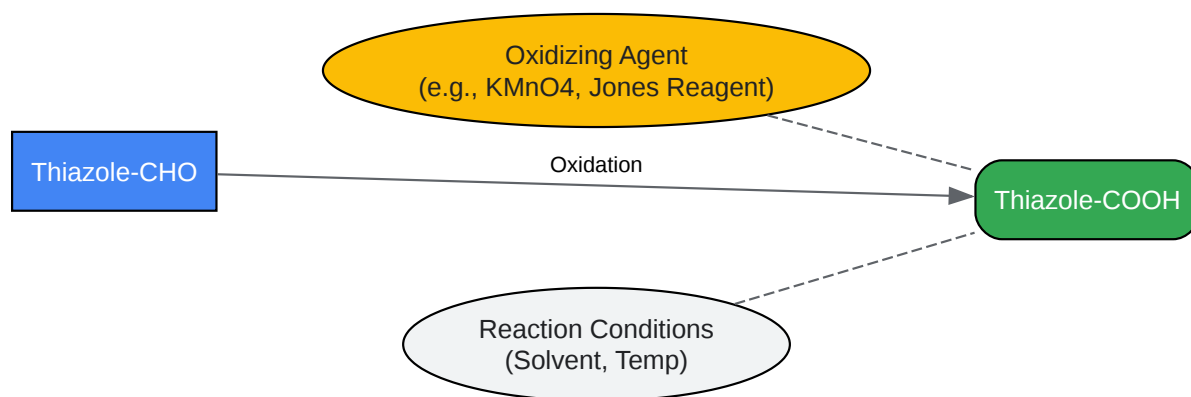 Oxidizing Agent
(e.g., KMnO4, Jones Reagent)
Thiazole-CHO
Oxidation
Thiazole-COOH
Reaction Conditions
(Solvent, Temp)